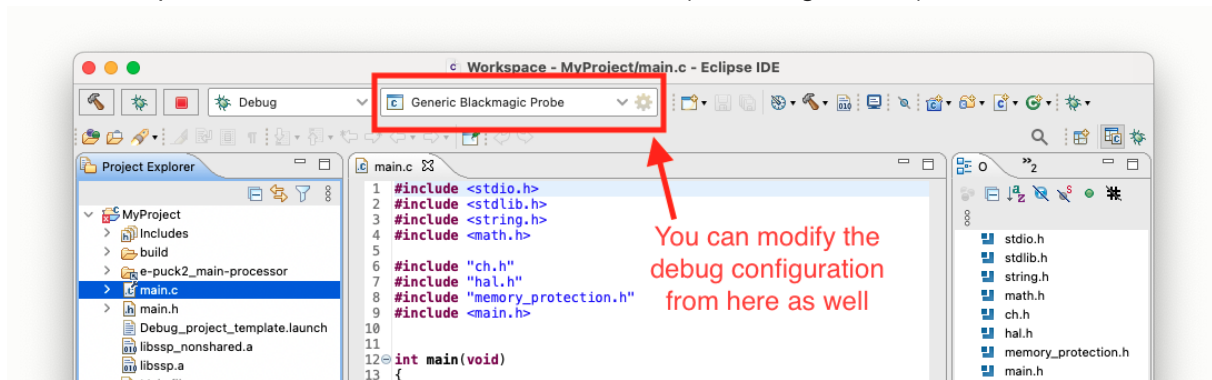 Workspace - MyProject/main.c - Eclipse IDE
Debug
Generic Blackmagic Probe
Project Explorer
main.c
O
»2
MyProject
Includes
build
e-puck2_main-processor
main.c
main.h
Debug_project_template.launch
libssp_nonshared.a
libssp.a
1 #include <stdio.h>
2 #include <stdlib.h>
3 #include <string.h>
4 #include <math.h>
5
6 #include "ch.h"
7 #include "hal.h"
8 #include "memory_protection.h"
9 #include <main.h>
10
11
12 int main(void)
13 {
You can modify the
debug configuration
from here as well
stdio.h
stdlib.h
string.h
math.h
ch.h
hal.h
memory_protection.h
main.h